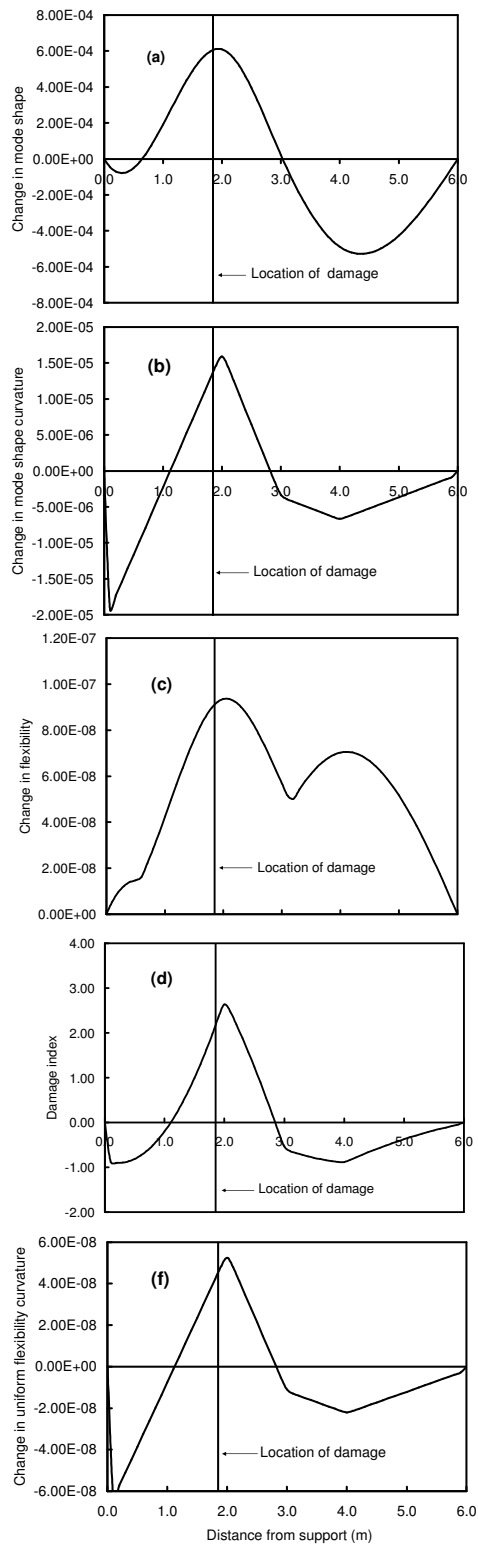 8.00E-04
6.00E-04
4.00E-04
2.00E-04
0.00E+00
-2.00E-04
-4.00E-04
-6.00E-04
-8.00E-04
Change in mode shape
(a)
0.0 1.0 2.0 3.0 4.0 5.0 6.0
Location of damage
2.00E-05
1.50E-05
1.00E-05
5.00E-06
0.00E+00
-5.00E-06
-1.00E-05
-1.50E-05
-2.00E-05
Change in mode shape curvature
(b)
0.0 1.0 2.0 3.0 4.0 5.0 6.0
Location of damage
1.20E-07
1.00E-07
8.00E-08
6.00E-08
4.00E-08
2.00E-08
0.00E+00
Change in flexibility
(c)
Location of damage
4.00
3.00
2.00
1.00
0.00
-1.00
-2.00
Damage index
(d)
0.0 1.0 2.0 3.0 4.0 5.0 6.0
Location of damage
6.00E-08
4.00E-08
2.00E-08
0.00E+00
-2.00E-08
-4.00E-08
-6.00E-08
Change in uniform flexibility curvature
(f)
Location of damage
0.0 1.0 2.0 3.0 4.0 5.0 6.0
Distance from support (m)